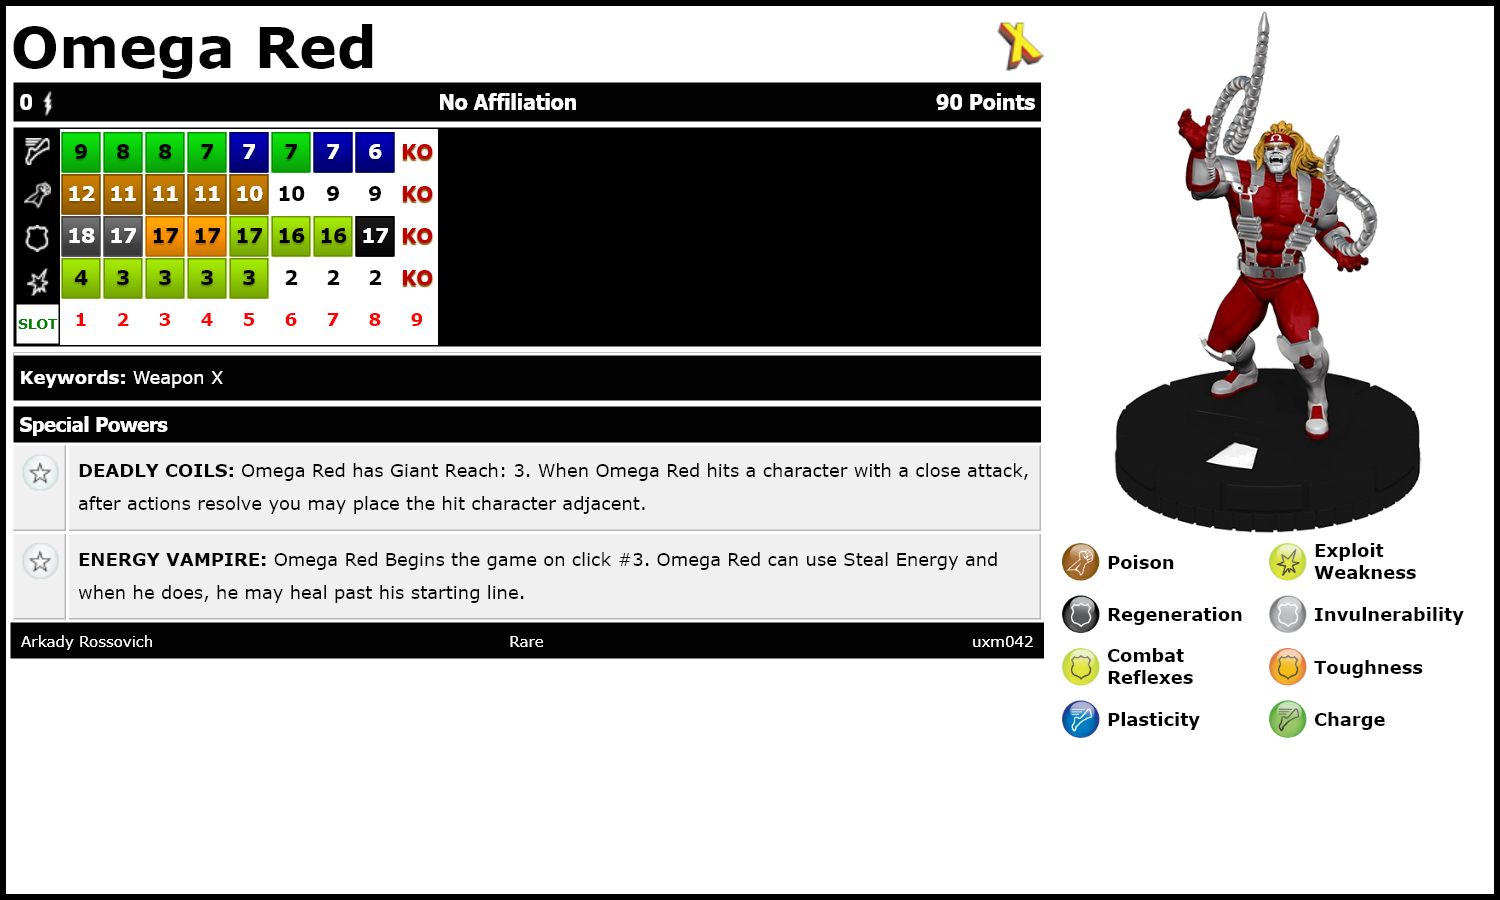 Omega Red
X
0 No Affiliation 90 Points
9 8 8 7 7 7 7 6 KO
12 11 11 11 10 10 9 9 KO
18 17 17 17 17 16 16 17 KO
4 3 3 3 3 2 2 2 KO
SLOT 1 2 3 4 5 6 7 8 9
Keywords: Weapon X
Special Powers
DEADLY COILS: Omega Red has Giant Reach: 3. When Omega Red hits a character with a close attack,
after actions resolve you may place the hit character adjacent.
ENERGY VAMPIRE: Omega Red Begins the game on click #3. Omega Red can use Steal Energy and
when he does, he may heal past his starting line.
Arkady Rossovich Rare uxm042
Ω
Ω
Poison
Exploit
Weakness
Regeneration
Invulnerability
Combat
Reflexes
Toughness
Plasticity
Charge